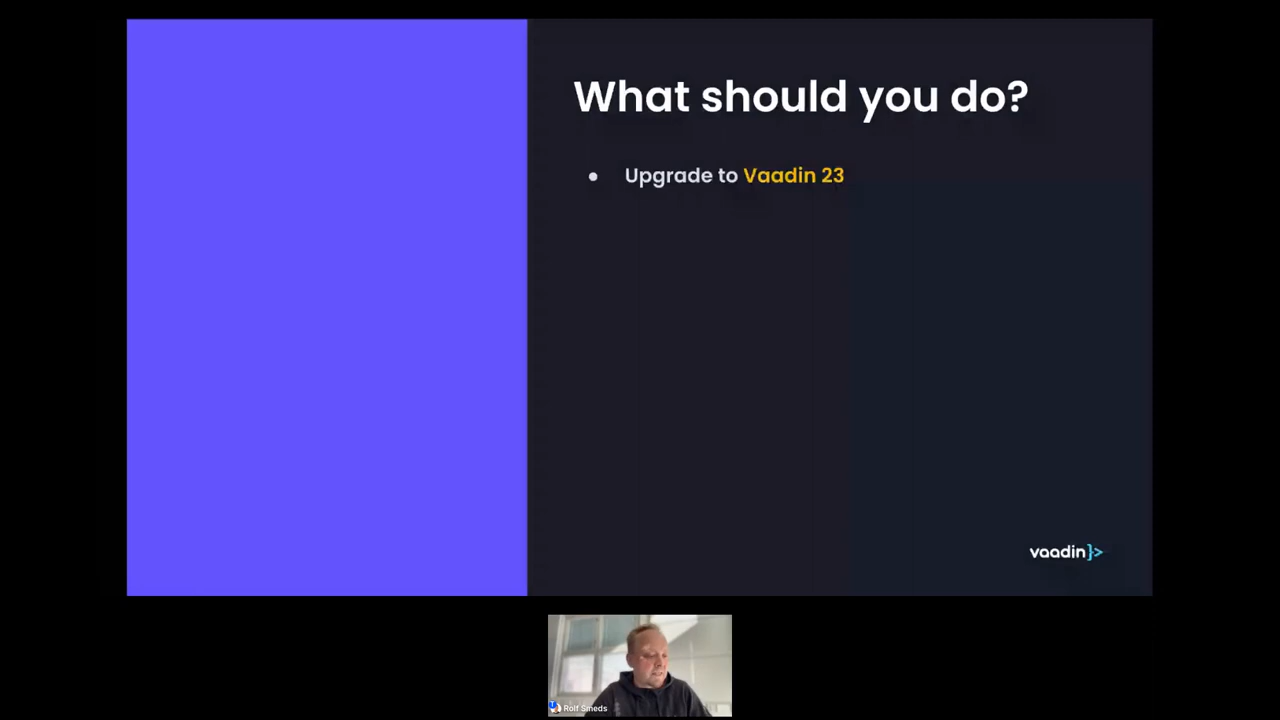 What should you do?
● Upgrade to Vaadin 23
vaadin}>
Rolf Smeds